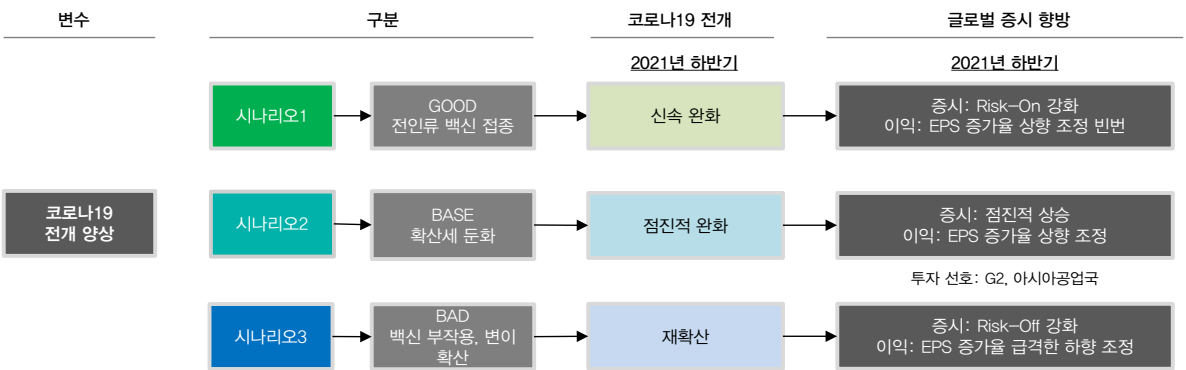 변수
구분
코로나19 전개
글로벌 증시 향방
2021년 하반기
2021년 하반기
시나리오1
GOOD
전인류 백신 접종
신속 완화
증시: Risk-On 강화
이익: EPS 증가율 상향 조정 빈번
코로나19
전개 양상
시나리오2
BASE
확산세 둔화
점진적 완화
증시: 점진적 상승
이익: EPS 증가율 상향 조정
투자 선호: G2, 아시아공업국
시나리오3
BAD
백신 부작용, 변이
확산
재확산
증시: Risk-Off 강화
이익: EPS 증가율 급격한 하향 조정